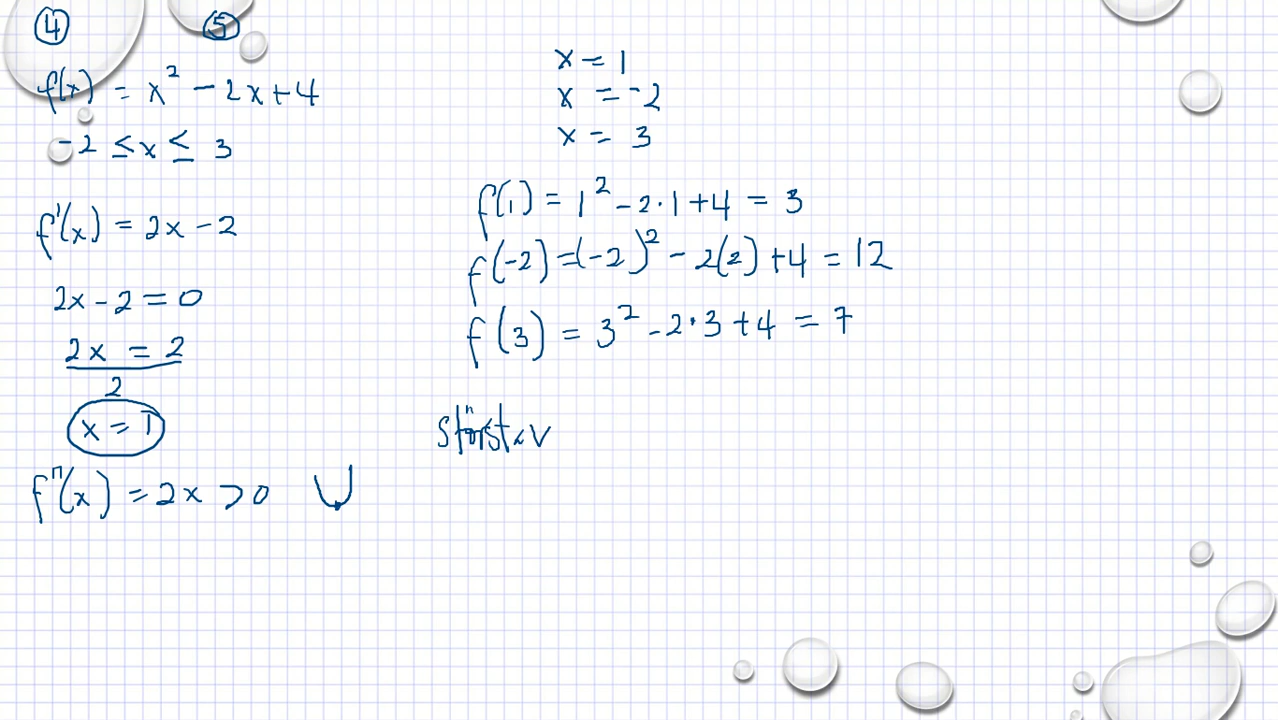 ④ ⑤
f(x) = x² - 2x + 4
-2 ≤ x ≤ 3
f'(x) = 2x - 2
2x - 2 = 0
2x = 2
2
x = 1
f''(x) = 2x > 0
x = 1
x = -2
x = 3
f(1) = 1² - 2·1 + 4 = 3
f(-2) = (-2)² - 2(2) + 4 = 12
f(3) = 3² - 2·3 + 4 = 7